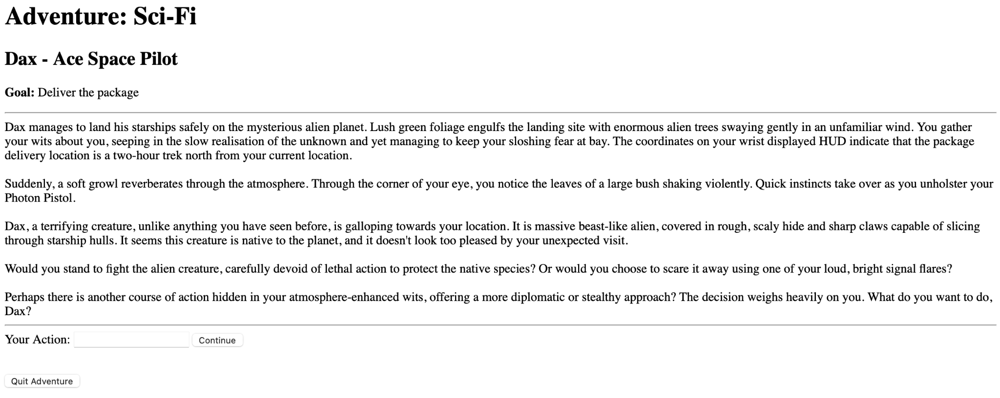 Adventure: Sci-Fi
Dax - Ace Space Pilot
Goal: Deliver the package
Dax manages to land his starships safely on the mysterious alien planet. Lush green foliage engulfs the landing site with enormous alien trees swaying gently in an unfamiliar wind. You gather
your wits about you, seeping in the slow realisation of the unknown and yet managing to keep your sloshing fear at bay. The coordinates on your wrist displayed HUD indicate that the package
delivery location is a two-hour trek north from your current location.
Suddenly, a soft growl reverberates through the atmosphere. Through the corner of your eye, you notice the leaves of a large bush shaking violently. Quick instincts take over as you unholster your
Photon Pistol.
Dax, a terrifying creature, unlike anything you have seen before, is galloping towards your location. It is massive beast-like alien, covered in rough, scaly hide and sharp claws capable of slicing
through starship hulls. It seems this creature is native to the planet, and it doesn't look too pleased by your unexpected visit.
Would you stand to fight the alien creature, carefully devoid of lethal action to protect the native species? Or would you choose to scare it away using one of your loud, bright signal flares?
Perhaps there is another course of action hidden in your atmosphere-enhanced wits, offering a more diplomatic or stealthy approach? The decision weighs heavily on you. What do you want to do,
Dax?
Your Action: Continue
Quit Adventure